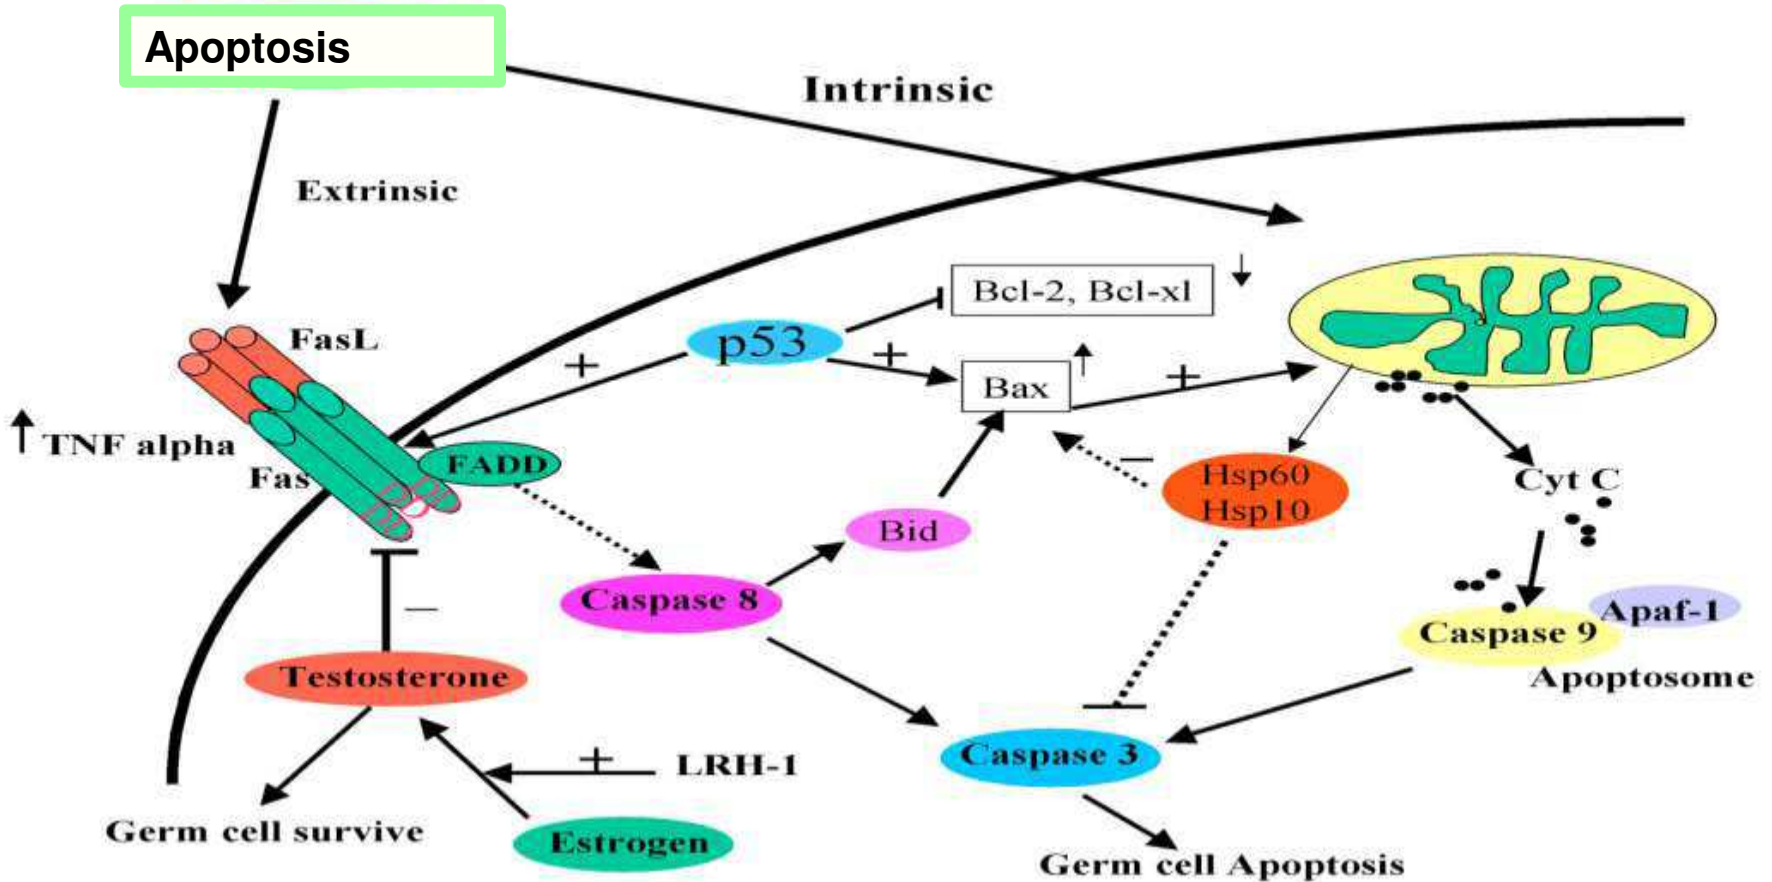 Apoptosis
Intrinsic
Extrinsic
Bcl-2, Bcl-xl
FasL
p53
+
+
Bax
+
TNF alpha
FADD
Fas
–
Hsp60
Hsp10
Cyt C
Bid
Caspase 8
–
Apaf-1
Caspase 9
Apoptosome
Testosterone
Caspase 3
+
LRH-1
Germ cell survive
Estrogen
Germ cell Apoptosis